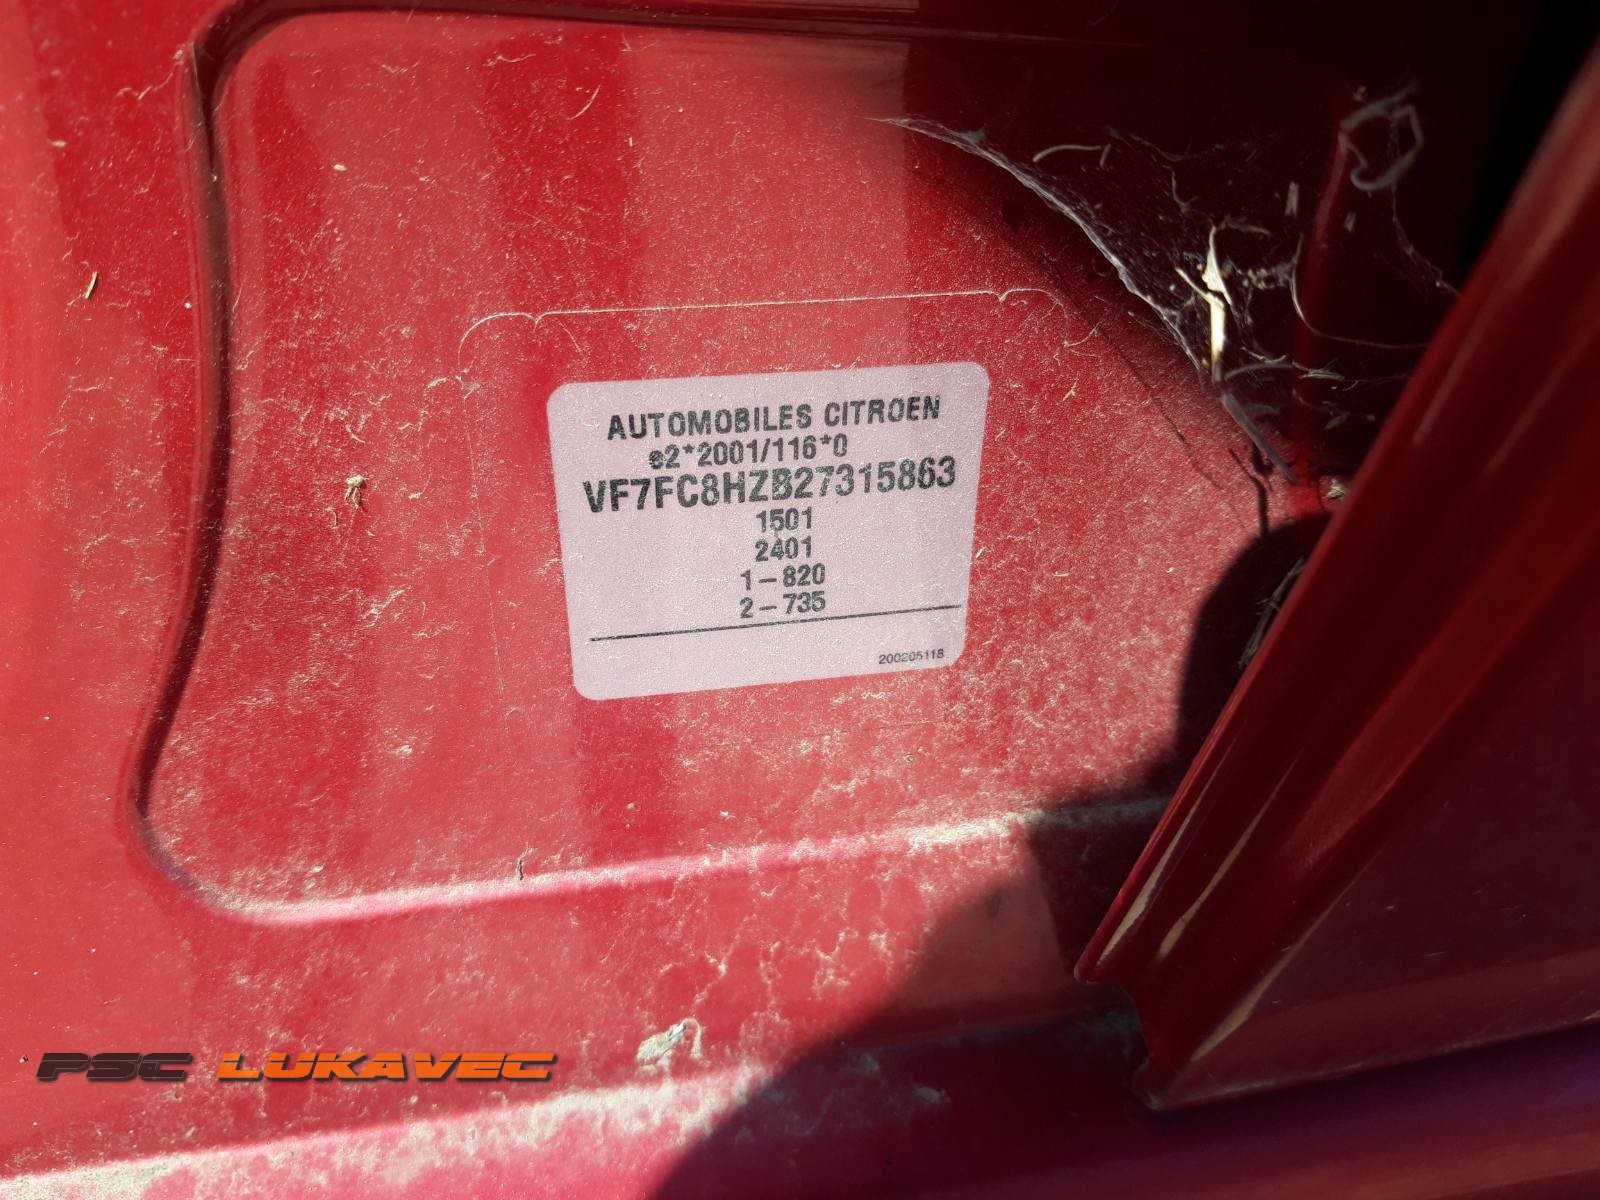 AUTOMOBILES CITROEN
e2*2001/116*0
VF7FC8HZB27315863
1501
2401
1-820
2-735
200205118
PSC LUKAVEC